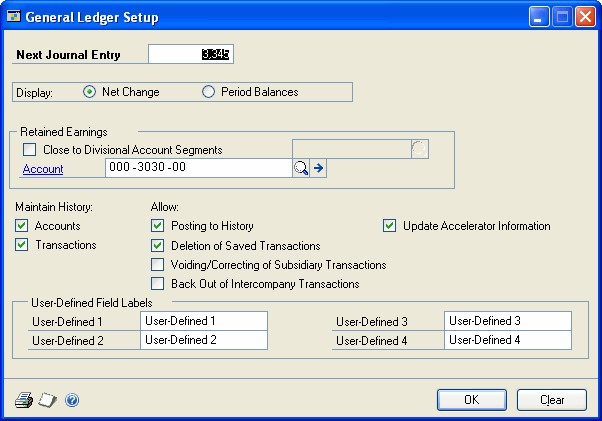 General Ledger Setup
Next Journal Entry 3,345
Display: Net Change Period Balances
Retained Earnings
Close to Divisional Account Segments
Account 000 -3030 -00
Maintain History: Allow:
Accounts Posting to History Update Accelerator Information
Transactions Deletion of Saved Transactions
Voiding/Correcting of Subsidiary Transactions
Back Out of Intercompany Transactions
User-Defined Field Labels
User-Defined 1 User-Defined 1 User-Defined 3 User-Defined 3
User-Defined 2 User-Defined 2 User-Defined 4 User-Defined 4
OK Clear